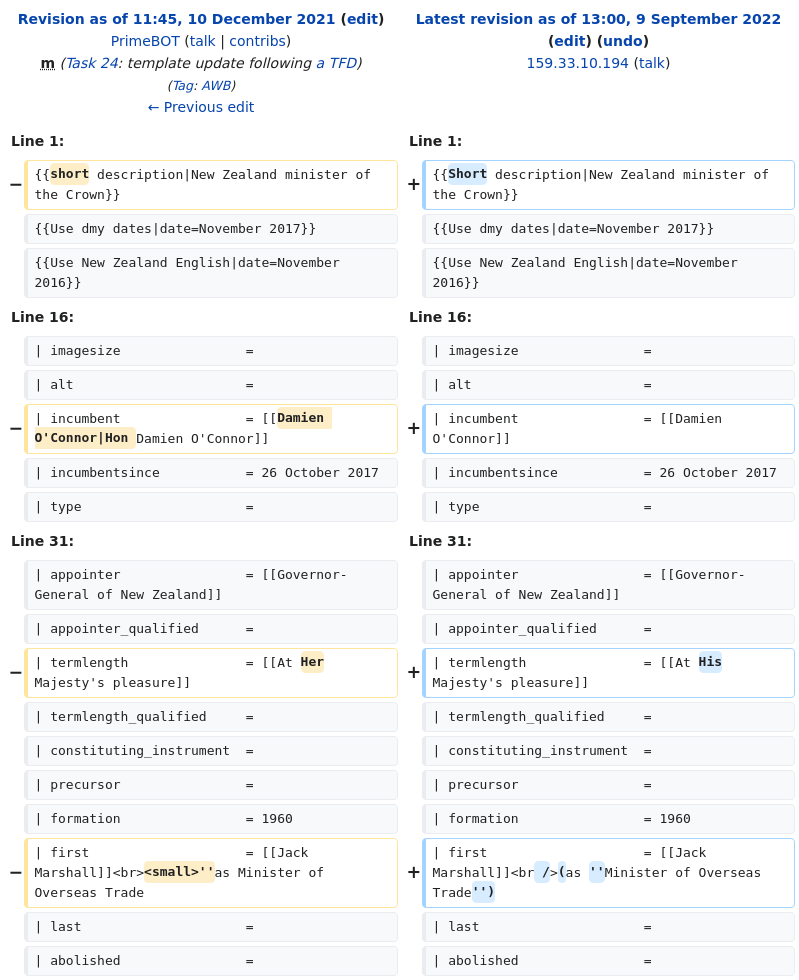 Revision as of 11:45, 10 December 2021 (edit)
PrimeBOT (talk | contribs)
m (Task 24: template update following a TFD)
(Tag: AWB)
← Previous edit
Latest revision as of 13:00, 9 September 2022
(edit) (undo)
159.33.10.194 (talk)
Line 1:
Line 1:
− {{short description|New Zealand minister of
the Crown}}
+ {{Short description|New Zealand minister of
the Crown}}
{{Use dmy dates|date=November 2017}}
{{Use dmy dates|date=November 2017}}
{{Use New Zealand English|date=November
2016}}
{{Use New Zealand English|date=November
2016}}
Line 16:
Line 16:
| imagesize                =
| imagesize                =
| alt                      =
| alt                      =
− | incumbent                = [[Damien
O'Connor|Hon Damien O'Connor]]
+ | incumbent                = [[Damien
O'Connor]]
| incumbentsince           = 26 October 2017
| incumbentsince           = 26 October 2017
| type                     =
| type                     =
Line 31:
Line 31:
| appointer                = [[Governor-
General of New Zealand]]
| appointer                = [[Governor-
General of New Zealand]]
| appointer_qualified      =
| appointer_qualified      =
− | termlength               = [[At Her
Majesty's pleasure]]
+ | termlength               = [[At His
Majesty's pleasure]]
| termlength_qualified     =
| termlength_qualified     =
| constituting_instrument  =
| constituting_instrument  =
| precursor                =
| precursor                =
| formation                = 1960
| formation                = 1960
− | first                    = [[Jack
Marshall]]<br><small>''as Minister of
Overseas Trade
+ | first                    = [[Jack
Marshall]]<br />(as ''Minister of Overseas
Trade'')
| last                     =
| last                     =
| abolished                =
| abolished                =